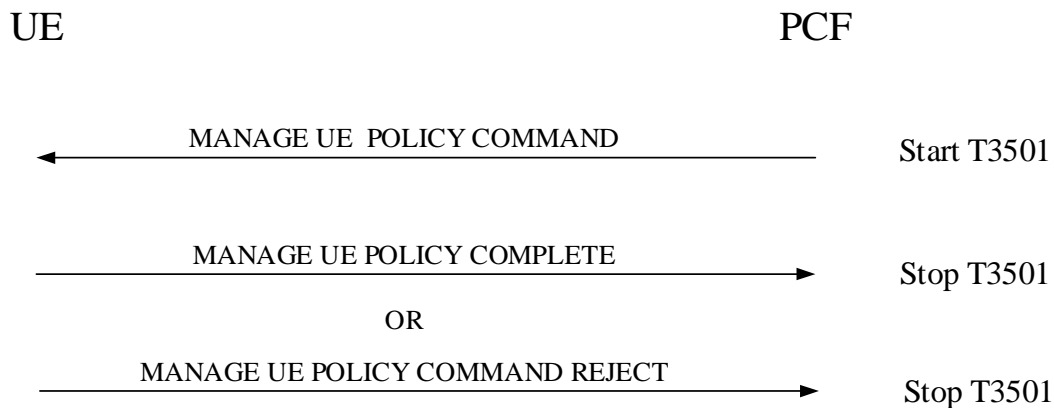 UE PCF
MANAGE UE POLICY COMMAND Start T3501
MANAGE UE POLICY COMPLETE Stop T3501
OR
MANAGE UE POLICY COMMAND REJECT Stop T3501